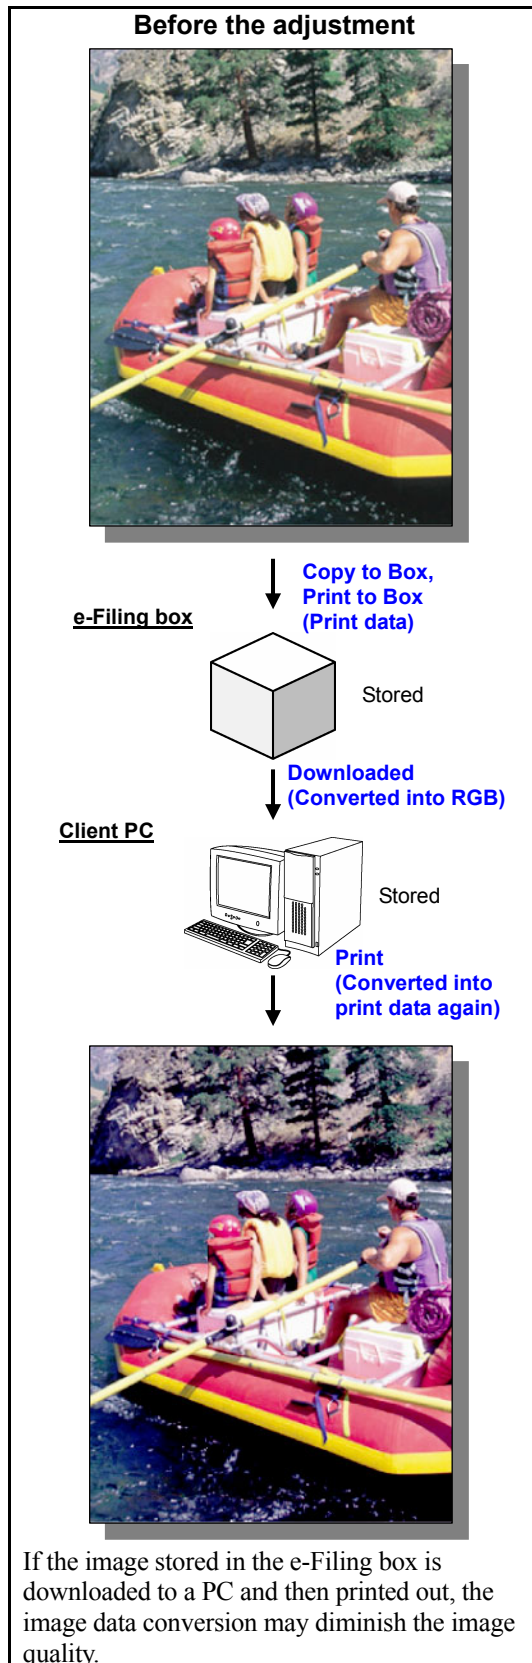 Before the adjustment
Copy to Box,
Print to Box
(Print data)
e-Filing box
Stored
Downloaded
(Converted into RGB)
Client PC
Stored
Print
(Converted into
print data again)
If the image stored in the e-Filing box is
downloaded to a PC and then printed out, the
image data conversion may diminish the image
quality.